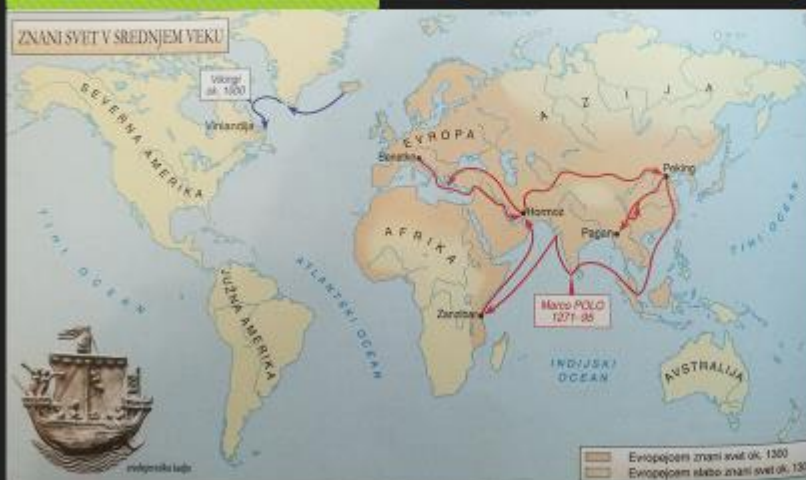 ZNANI SVET V SREDNJEM VEKU
Vikingi
ok. 1000
Vinlandija
SEVERNA AMERIKA
EVROPA
AZIJA
Benetke
Peking
Hormoz
Pagan
AFRIKA
TIHI OCEAN
TIHI OCEAN
ATLANTSKI OCEAN
JUŽNA AMERIKA
Zanzibar
Marco POLO
1271-95
INDIJSKI
OCEAN
AVSTRALIJA
srednjeveška ladja
Evropejcem znani svet ok. 1300
Evropejcem slabo znani svet ok. 130